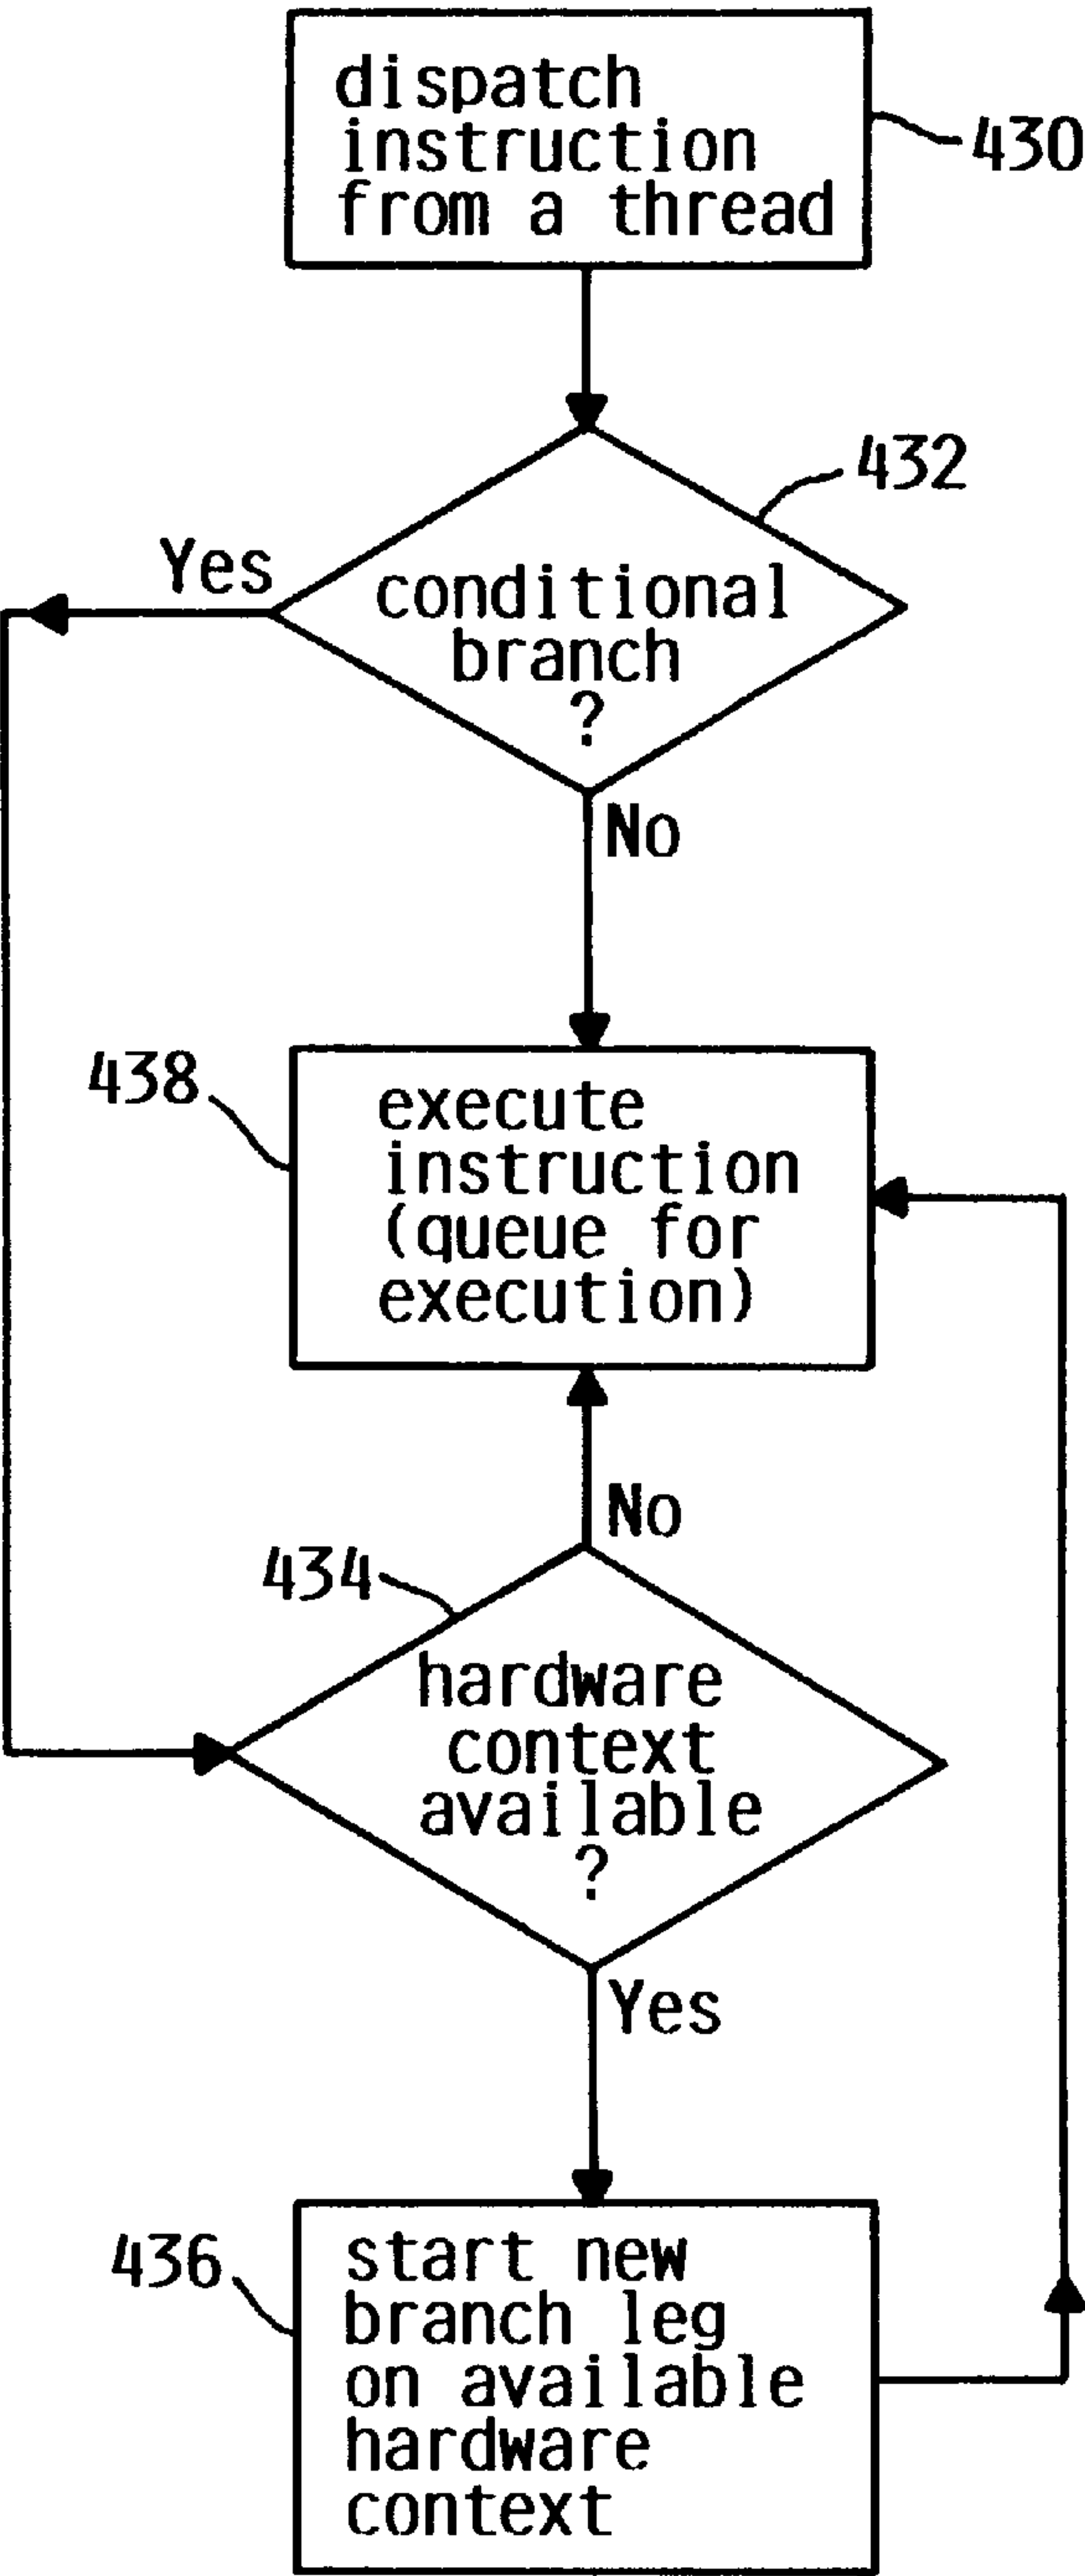 dispatch
instruction
from a thread
430
432
Yes
conditional
branch
?
No
438
execute
instruction
(queue for
execution)
No
434
hardware
context
available
?
Yes
436
start new
branch leg
on available
hardware
context